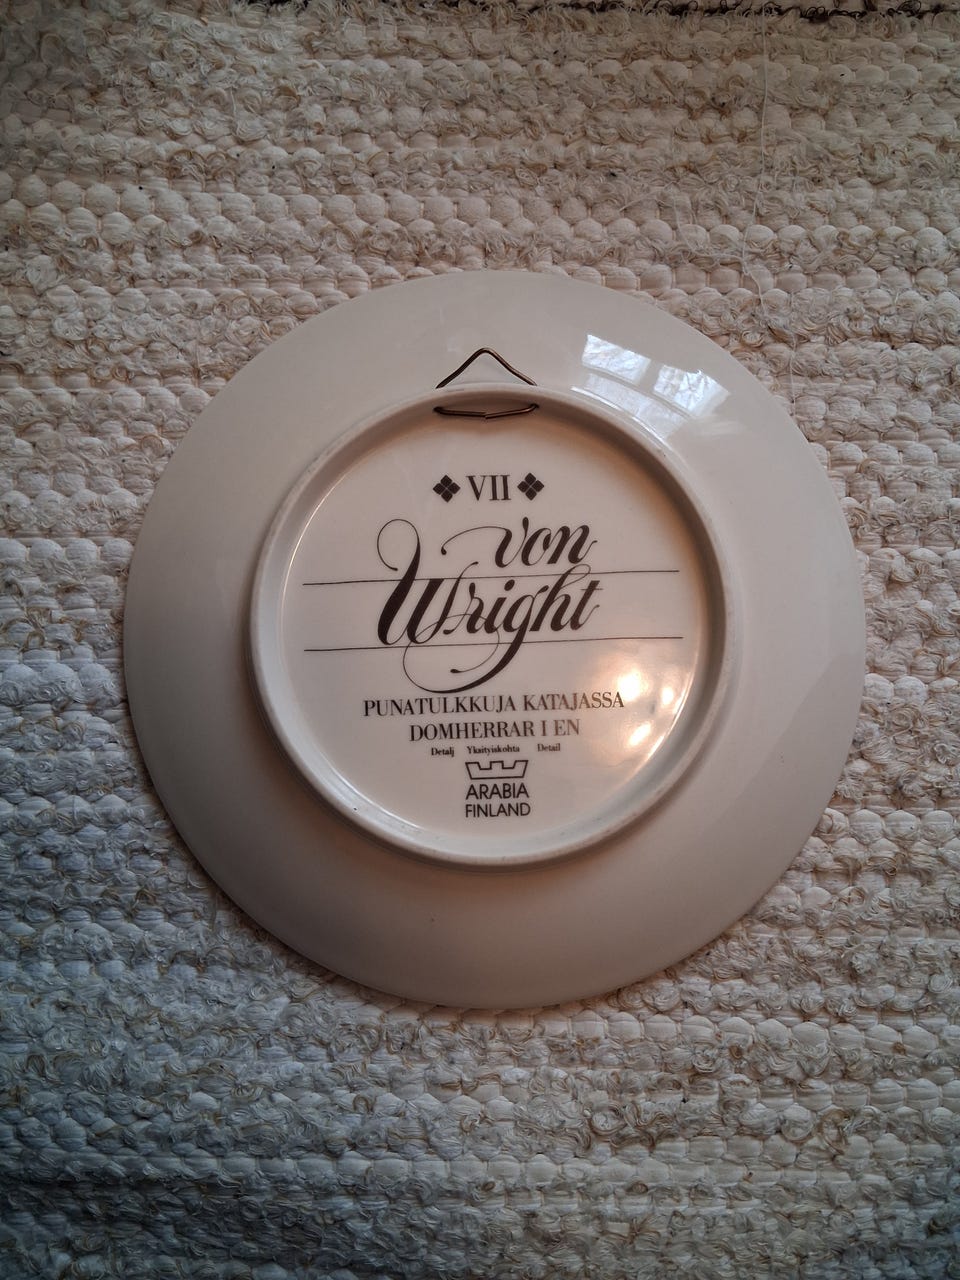 VII
von
Wright
PUNATULKKUJA KATAJASSA
DOMHERRAR I EN
Detalj Yksityiskohta Detail
ARABIA
FINLAND